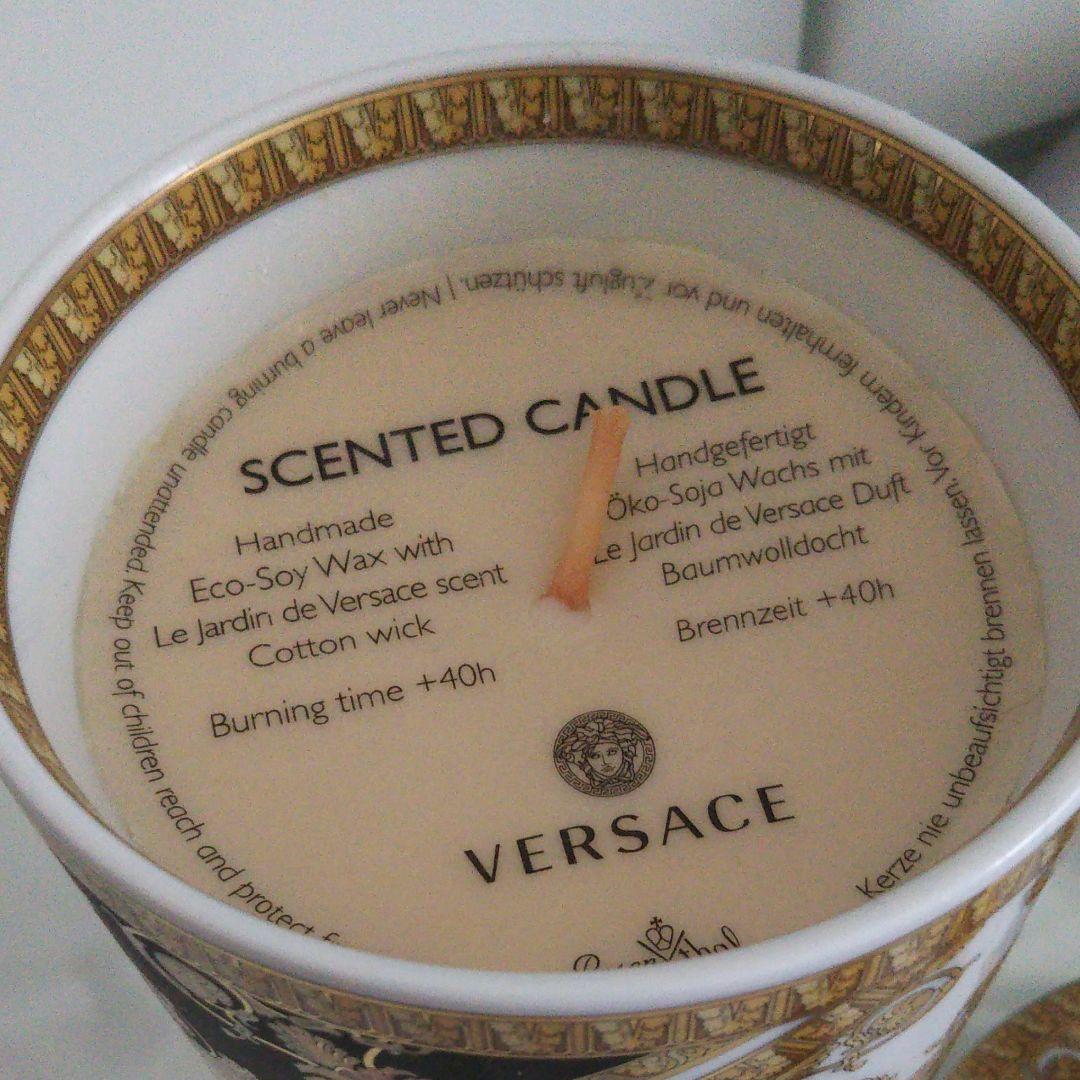 SCENTED CANDLE
Handmade
Eco-Soy Wax with
Le Jardin de Versace scent
Cotton wick
Burning time +40h
Handgefertigt
Öko-Soja Wachs mit
Le Jardin de Versace Duft
Baumwolldocht
Brennzeit +40h
VERSACE
Rosenthal
Kerze nie unbeaufsichtigt brennen lassen. Vor Kindern fernhalten und vor Zugluft schützen. | Never leave a burning candle unattended. Keep out of children reach and protect